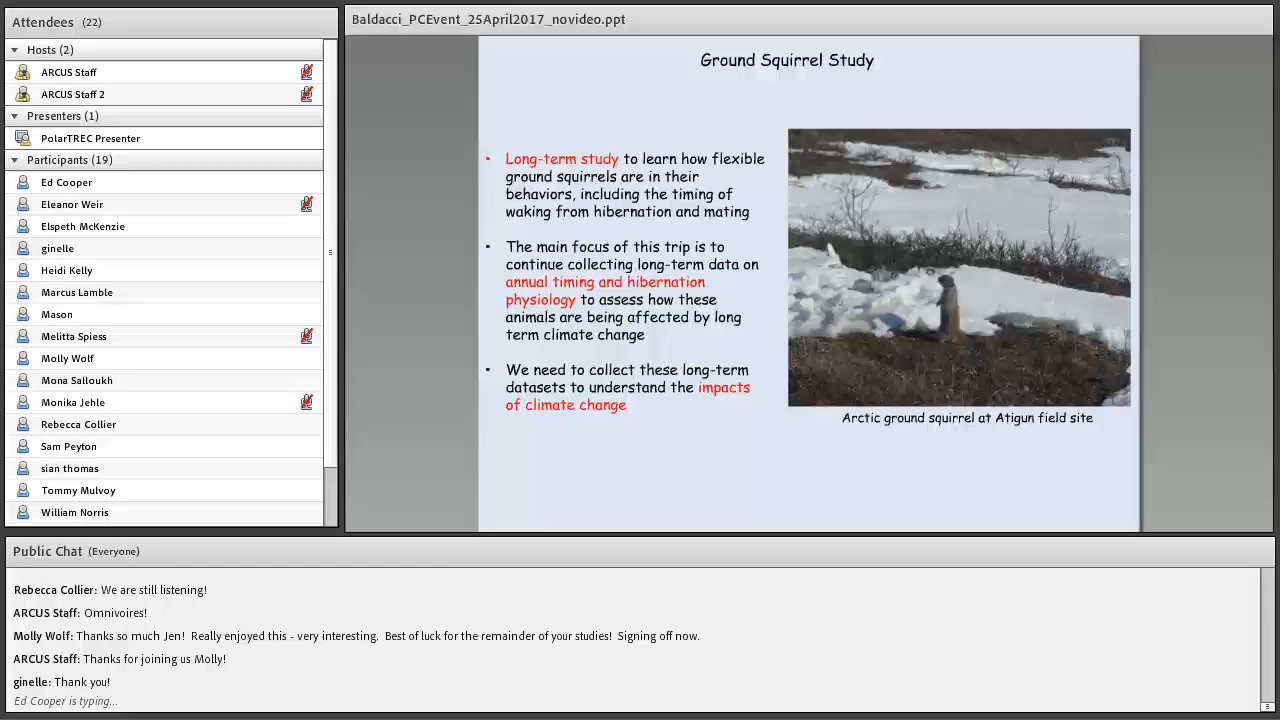 Attendees (22)
Hosts (2)
ARCUS Staff
ARCUS Staff 2
Presenters (1)
PolarTREC Presenter
Participants (19)
Ed Cooper
Eleanor Weir
Elspeth McKenzie
ginelle
Heidi Kelly
Marcus Lamble
Mason
Melitta Spiess
Molly Wolf
Mona Salloukh
Monika Jehle
Rebecca Collier
Sam Peyton
sian thomas
Tommy Mulvoy
William Norris
Baldacci_PCEvent_25April2017_novideo.ppt
Ground Squirrel Study
• Long-term study to learn how flexible
ground squirrels are in their
behaviors, including the timing of
waking from hibernation and mating
• The main focus of this trip is to
continue collecting long-term data on
annual timing and hibernation
physiology to assess how these
animals are being affected by long
term climate change
• We need to collect these long-term
datasets to understand the impacts
of climate change
Arctic ground squirrel at Atigun field site
Public Chat (Everyone)
Rebecca Collier: We are still listening!
ARCUS Staff: Omnivoires!
Molly Wolf: Thanks so much Jen! Really enjoyed this - very interesting. Best of luck for the remainder of your studies! Signing off now.
ARCUS Staff: Thanks for joining us Molly!
ginelle: Thank you!
Ed Cooper is typing...